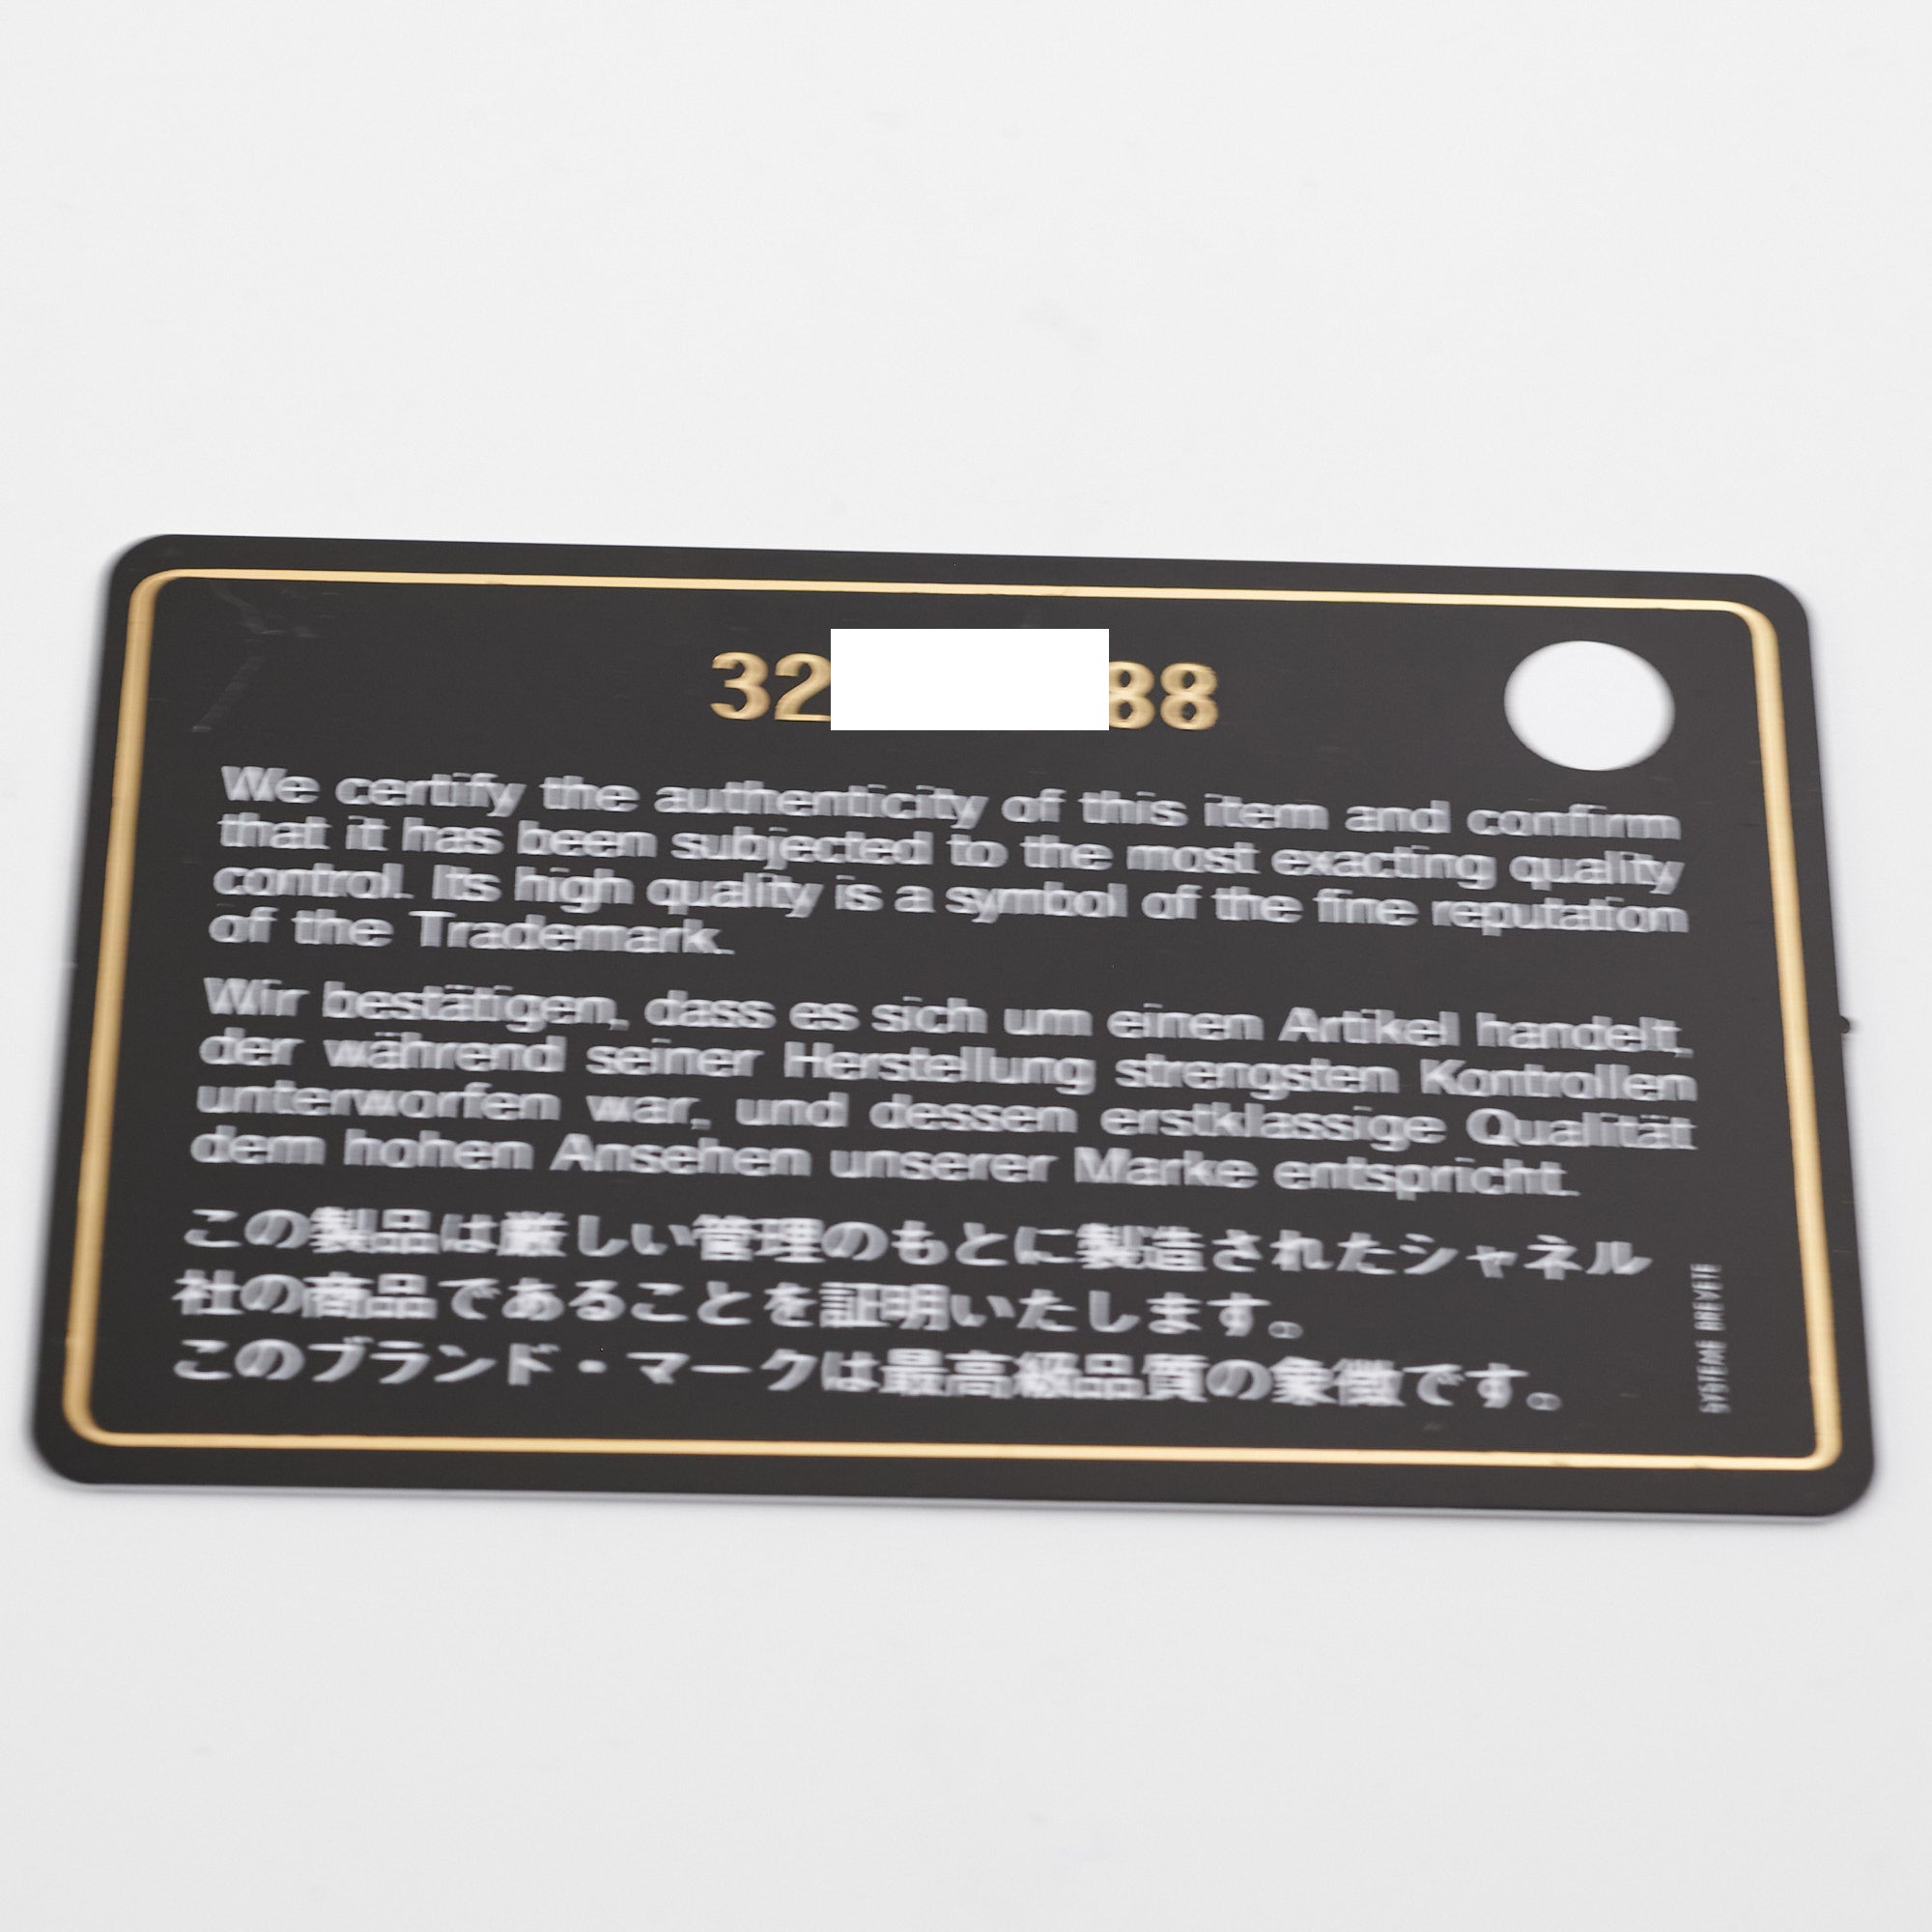 32 88
We certify the authenticity of this item and confirm
that it has been subjected to the most exacting quality
control. Its high quality is a symbol of the fine reputation
of the Trademark.
Wir bestätigen, dass es sich um einen Artikel handelt,
der während seiner Herstellung strengsten Kontrollen
unterworfen war, und dessen erstklassige Qualität
dem hohen Ansehen unserer Marke entspricht.
この製品は厳しい管理のもとに製造されたシャネル
社の商品であることを証明いたします。
このブランド・マークは最高級品質の象徴です。
SYSTEME BREVETE